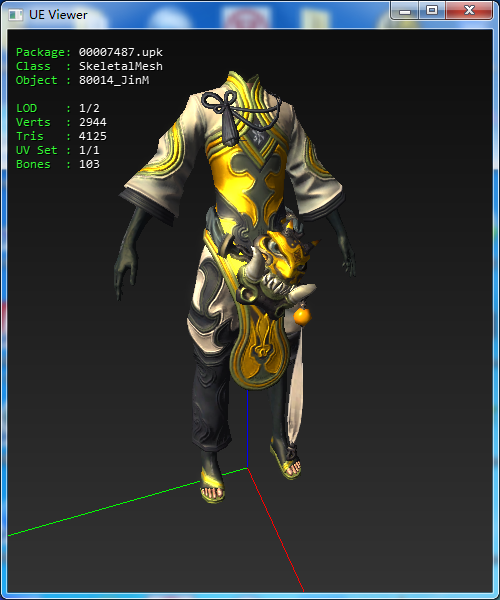 UE Viewer
Package: 00007487.upk
Class : SkeletalMesh
Object : 80014_JinM
LOD : 1/2
Verts : 2944
Tris : 4125
UV Set : 1/1
Bones : 103